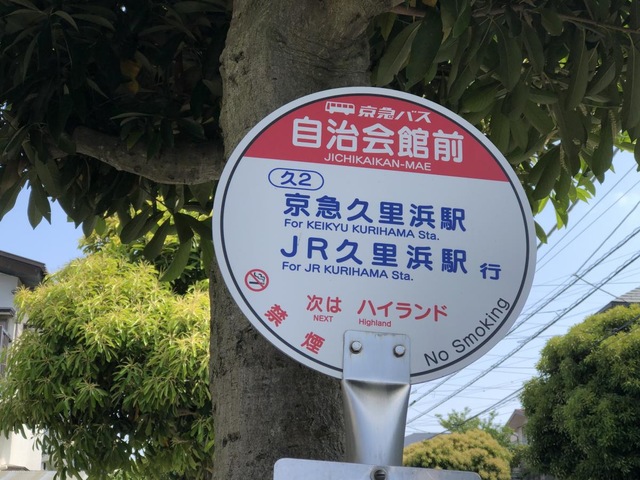 京急バス
自治会館前
JICHIKAIKAN-MAE
久2
京急久里浜駅
For KEIKYU KURIHAMA Sta.
JR久里浜駅 行
For JR KURIHAMA Sta.
次は ハイランド
NEXT Highland
禁煙
No Smoking